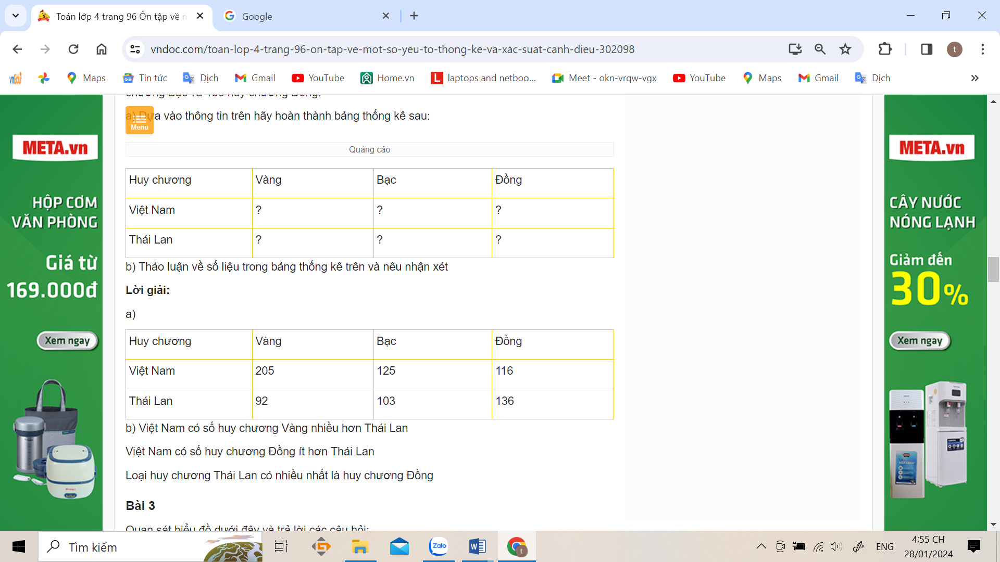 Toán lớp 4 trang 96 Ôn tập về n
Google
vndoc.com/toan-lop-4-trang-96-on-tap-ve-mot-so-yeu-to-thong-ke-va-xac-suat-canh-dieu-302098
t
vnEdu
Maps
Tin tức
Dịch
Gmail
YouTube
Home.vn
laptops and netboo...
Meet - okn-vrqw-vgx
YouTube
Maps
Gmail
Dịch
a) Dựa vào thông tin trên hãy hoàn thành bảng thống kê sau:
Menu
Quảng cáo
Huy chương Vàng Bạc Đồng
Việt Nam ? ? ?
Thái Lan ? ? ?
b) Thảo luận về số liệu trong bảng thống kê trên và nêu nhận xét
Lời giải:
a)
Huy chương Vàng Bạc Đồng
Việt Nam 205 125 116
Thái Lan 92 103 136
b) Việt Nam có số huy chương Vàng nhiều hơn Thái Lan
Việt Nam có số huy chương Đồng ít hơn Thái Lan
Loại huy chương Thái Lan có nhiều nhất là huy chương Đồng
Bài 3
Quan sát biểu đồ dưới đây và trả lời các câu hỏi:
META.vn
HỘP CƠM
VĂN PHÒNG
Giá từ
169.000đ
Xem ngay
META.vn
CÂY NƯỚC
NÓNG LẠNH
Giảm đến
30%
Xem ngay
Tìm kiếm
Zalo
t
ENG
4:55 CH
28/01/2024